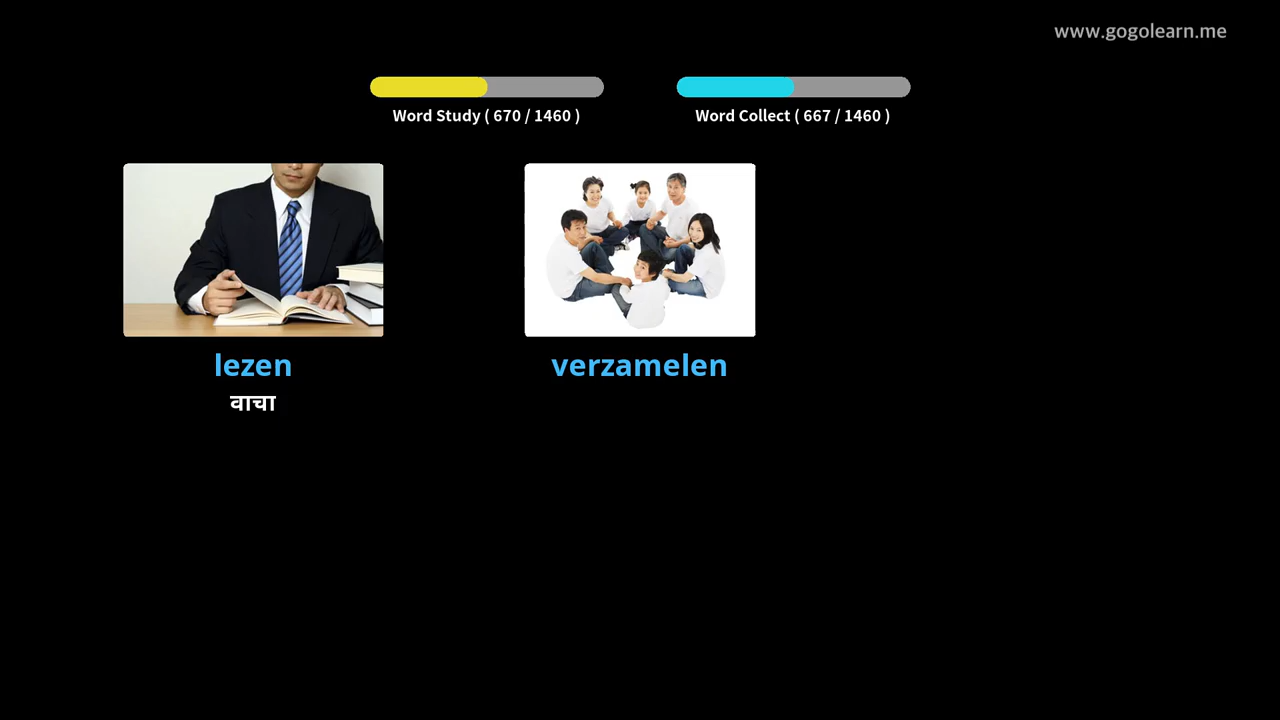 www.gogolearn.me
Word Study ( 670 / 1460 )
Word Collect ( 667 / 1460 )
lezen
verzamelen
वाचा